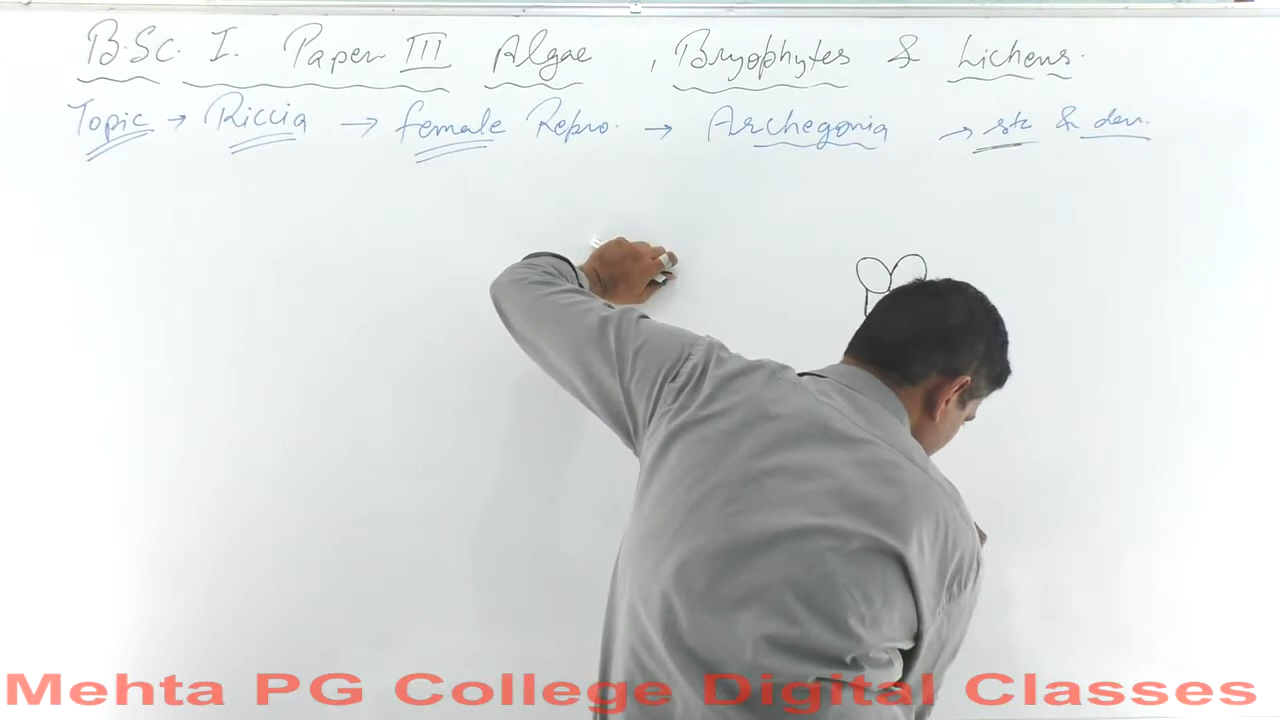 B.Sc. I. Paper III Algae, Bryophytes & Lichens.
Topic → Riccia → female Repro. → Archegonia → str & dev.
Mehta PG College Digital Classes